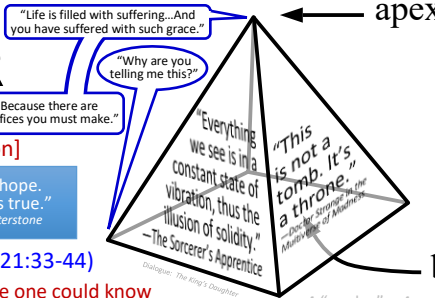 “Life is filled with suffering...And
you have suffered with such grace.”
apex
“Why are you
telling me this?”
Because there are
fices you must make.”
on]
hope.
s true.”
terstone
21:33-44)
e one could know
“Everything
we see is in a
constant state of
vibration, thus the
illusion of solidity.”
—The Sorcerer’s Apprentice
“This
is not a
tomb. It’s
a throne.”
—Doctor Strange in the
Multiverse of Madness
Dialogue: The King’s Daughter
b